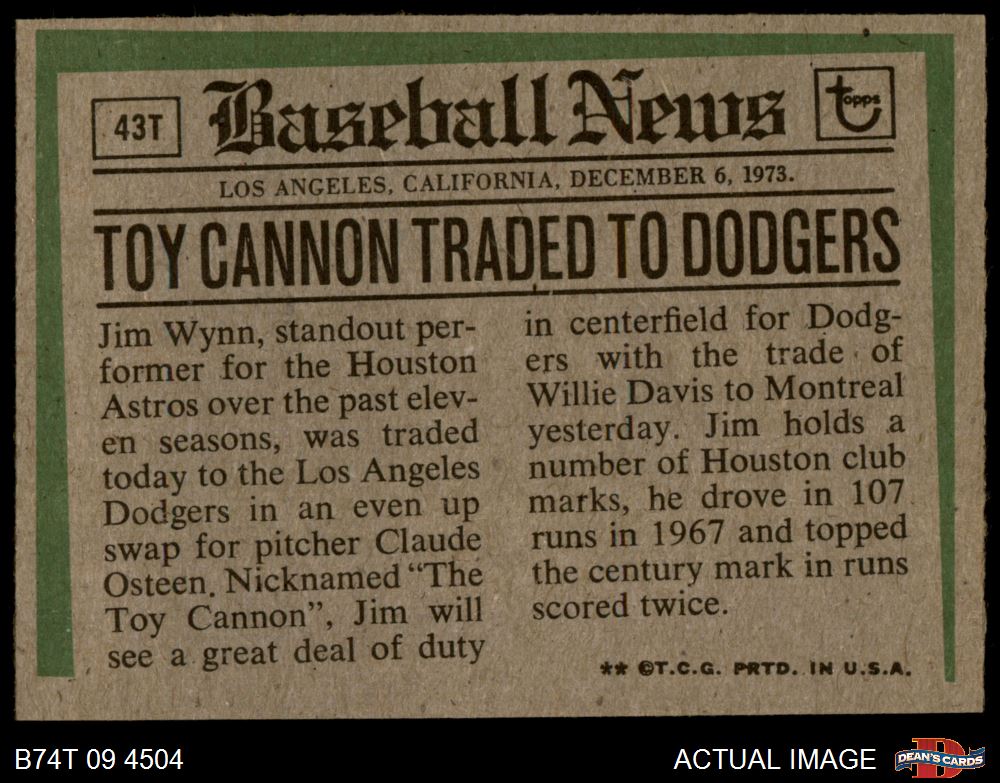 43T
Baseball News
topps
LOS ANGELES, CALIFORNIA, DECEMBER 6, 1973.
TOY CANNON TRADED TO DODGERS
Jim Wynn, standout per-
former for the Houston
Astros over the past elev-
en seasons, was traded
today to the Los Angeles
Dodgers in an even up
swap for pitcher Claude
Osteen. Nicknamed “The
Toy Cannon”, Jim will
see a great deal of duty
in centerfield for Dodg-
ers with the trade of
Willie Davis to Montreal
yesterday. Jim holds a
number of Houston club
marks, he drove in 107
runs in 1967 and topped
the century mark in runs
scored twice.
** ©T.C.G. PRTD. IN U.S.A.
B74T 09 4504
ACTUAL IMAGE
D
DEAN'S CARDS